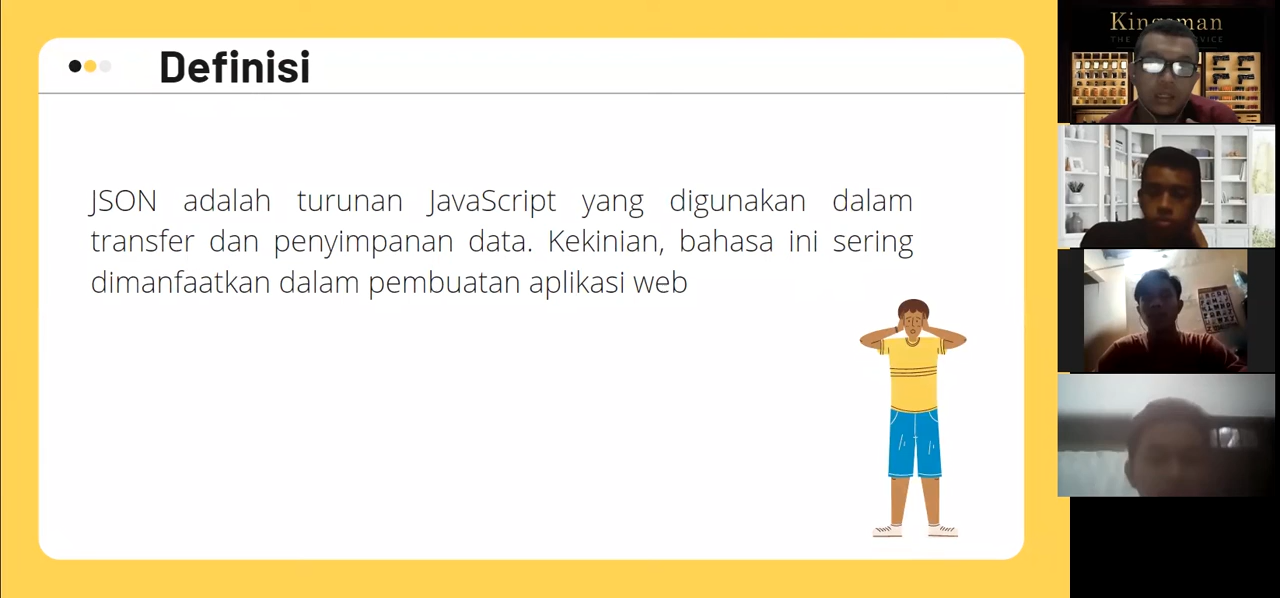 Definisi
JSON adalah turunan JavaScript yang digunakan dalam
transfer dan penyimpanan data. Kekinian, bahasa ini sering
dimanfaatkan dalam pembuatan aplikasi web